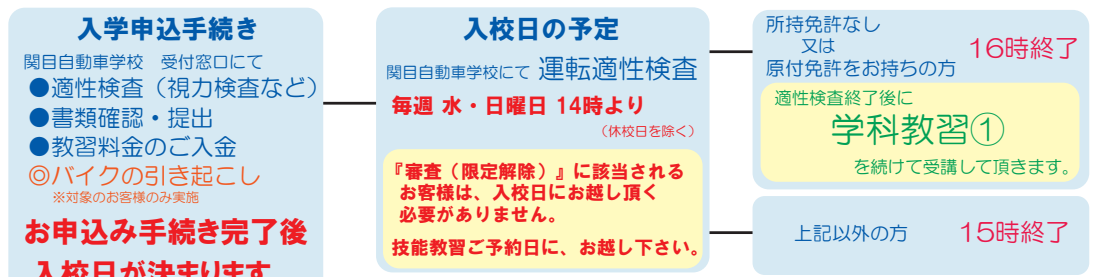 入学申込手続き
関目自動車学校 受付窓口にて
●適性検査（視力検査など）
●書類確認・提出
●教習料金のご入金
◎バイクの引き起こし
※対象のお客様のみ実施
お申込み手続き完了後
入校日が決まります
入校日の予定
関目自動車学校にて 運転適性検査
毎週 水・日曜日 14時より
（休校日を除く）
『審査（限定解除）』に該当される
お客様は、入校日にお越し頂く
必要がありません。
技能教習ご予約日に、お越し下さい。
所持免許なし
又は
原付免許をお持ちの方
16時終了
適性検査終了後に
学科教習①
を続けて受講して頂きます。
上記以外の方 15時終了